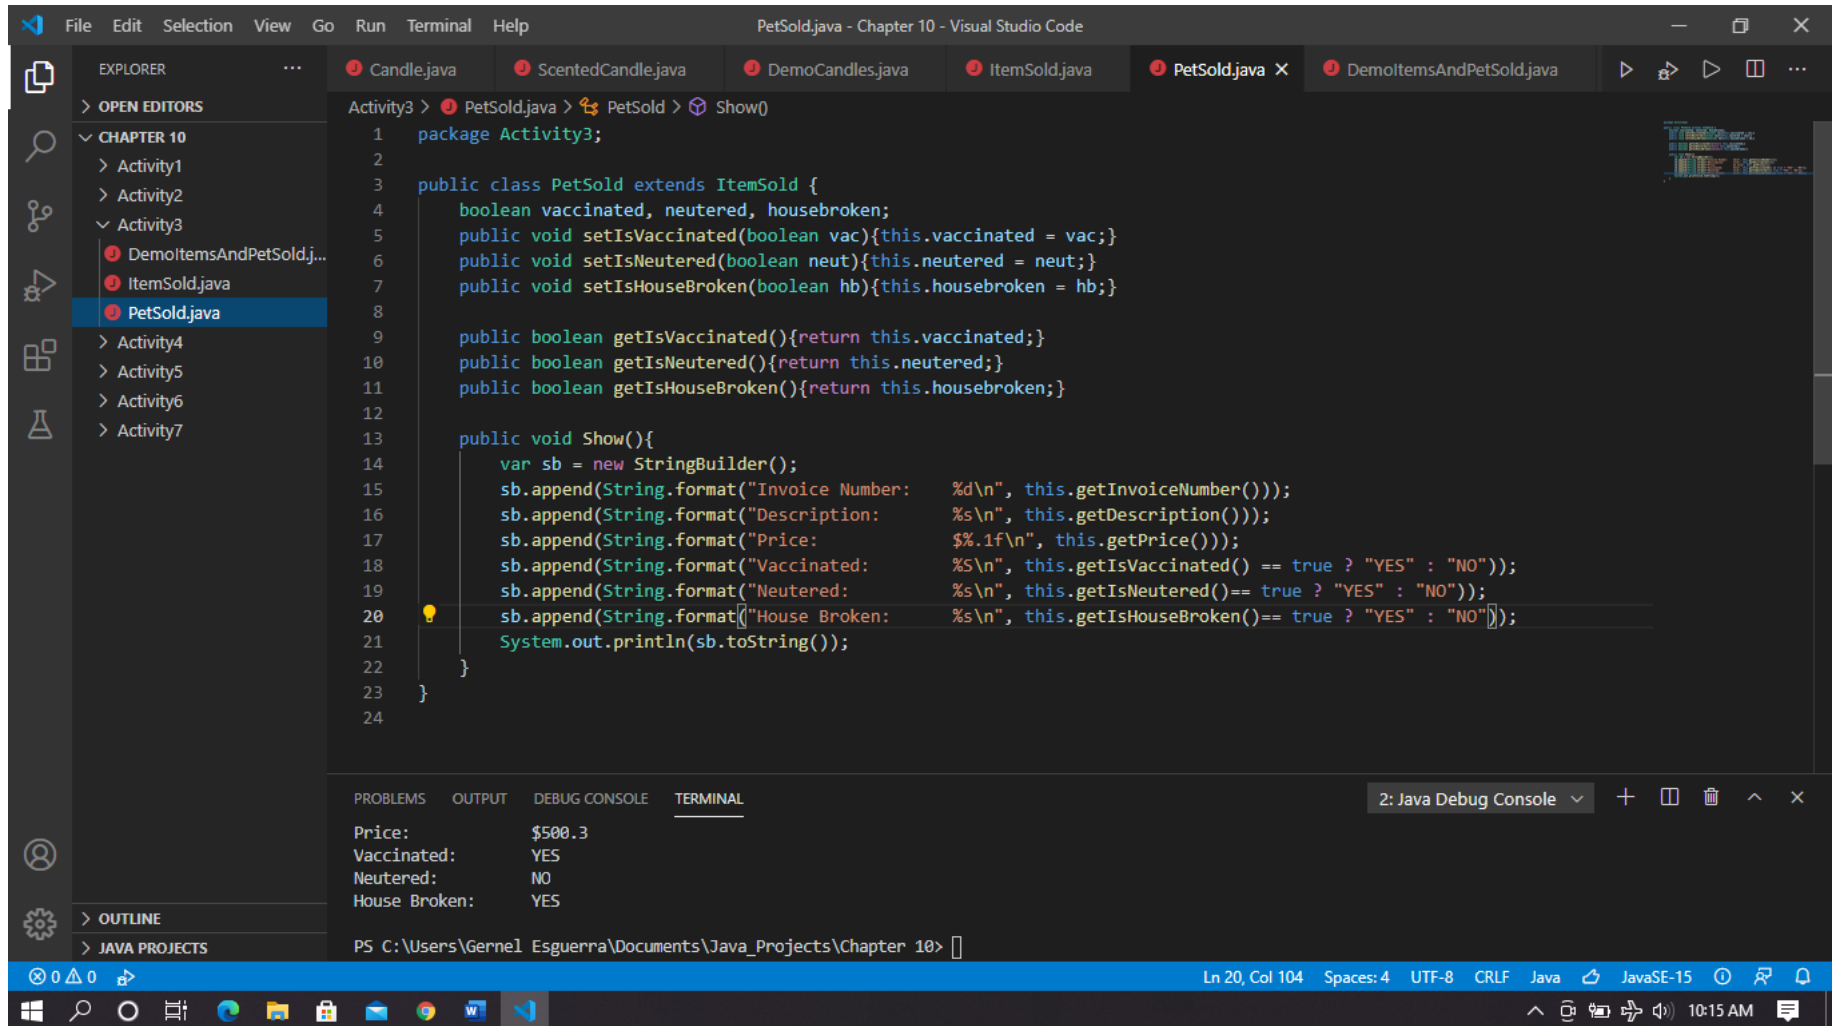 File Edit Selection View Go Run Terminal Help
PetSold.java - Chapter 10 - Visual Studio Code
EXPLORER
OPEN EDITORS
CHAPTER 10
Activity1
Activity2
Activity3
DemoItemsAndPetSold.j...
ItemSold.java
PetSold.java
Activity4
Activity5
Activity6
Activity7
OUTLINE
JAVA PROJECTS
Candle.java ScentedCandle.java DemoCandles.java ItemSold.java PetSold.java DemoItemsAndPetSold.java
Activity3 > PetSold.java > PetSold > Show()
1 package Activity3;
2
3 public class PetSold extends ItemSold {
4 boolean vaccinated, neutered, housebroken;
5 public void setIsVaccinated(boolean vac){this.vaccinated = vac;}
6 public void setIsNeutered(boolean neut){this.neutered = neut;}
7 public void setIsHouseBroken(boolean hb){this.housebroken = hb;}
8
9 public boolean getIsVaccinated(){return this.vaccinated;}
10 public boolean getIsNeutered(){return this.neutered;}
11 public boolean getIsHouseBroken(){return this.housebroken;}
12
13 public void Show(){
14 var sb = new StringBuilder();
15 sb.append(String.format("Invoice Number:    %d\n", this.getInvoiceNumber()));
16 sb.append(String.format("Description:       %s\n", this.getDescription()));
17 sb.append(String.format("Price:             $%.1f\n", this.getPrice()));
18 sb.append(String.format("Vaccinated:        %S\n", this.getIsVaccinated() == true ? "YES" : "NO"));
19 sb.append(String.format("Neutered:          %s\n", this.getIsNeutered()== true ? "YES" : "NO"));
20 sb.append(String.format("House Broken:      %s\n", this.getIsHouseBroken()== true ? "YES" : "NO"));
21 System.out.println(sb.toString());
22 }
23 }
24
PROBLEMS OUTPUT DEBUG CONSOLE TERMINAL
2: Java Debug Console
Price: $500.3
Vaccinated: YES
Neutered: NO
House Broken: YES
PS C:\Users\Gernel Esguerra\Documents\Java_Projects\Chapter 10>
0 0
Ln 20, Col 104 Spaces: 4 UTF-8 CRLF Java JavaSE-15
10:15 AM